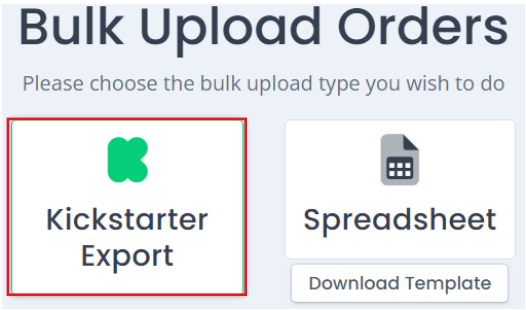 Bulk Upload Orders
Please choose the bulk upload type you wish to do
Kickstarter
Export
Spreadsheet
Download Template